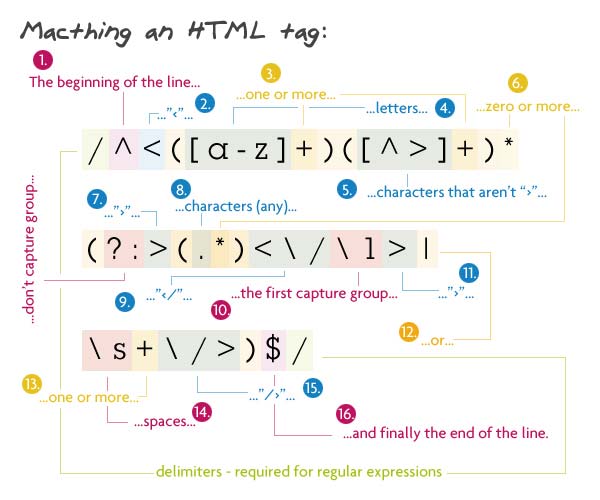 Macthing an HTML tag:
1.
The beginning of the line...
3.
...one or more...
6.
...zero or more...
..."<"...
2.
...letters...
4.
/^<([a-z]+)([^>]+)*
5.
...characters that aren't ">"...
7.
...">"...
8.
...characters (any)...
...don't capture group...
(?:>(.*)<\/\1>|
9.
..."</"...
10.
...the first capture group...
11.
...">"...
12.
...or...
\s+\/>)$/
13.
...one or more...
...spaces...
14.
..."/>"...
15.
16.
...and finally the end of the line.
delimiters - required for regular expressions